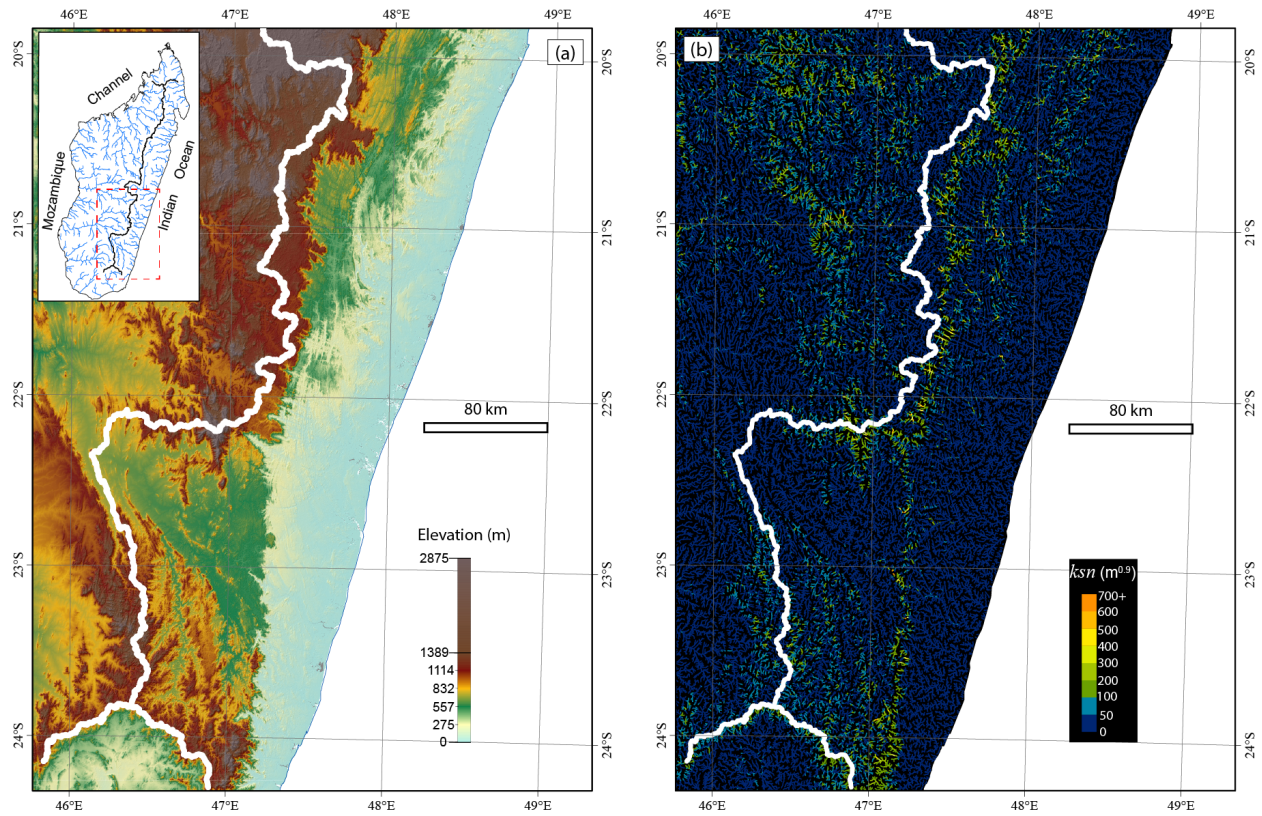 46°E 47°E 48°E 49°E
(a)
20°S 20°S
Channel
Mozambique
Ocean
Indian
21°S 21°S
22°S 22°S
80 km
Elevation (m)
2875
1389
1114
832
557
275
0
23°S 23°S
24°S 24°S
46°E 47°E 48°E 49°E
46°E 47°E 48°E 49°E
(b)
20°S 20°S
21°S 21°S
22°S 22°S
80 km
ksn (m0.9)
700+
600
500
400
300
200
100
50
0
23°S 23°S
24°S 24°S
46°E 47°E 48°E 49°E